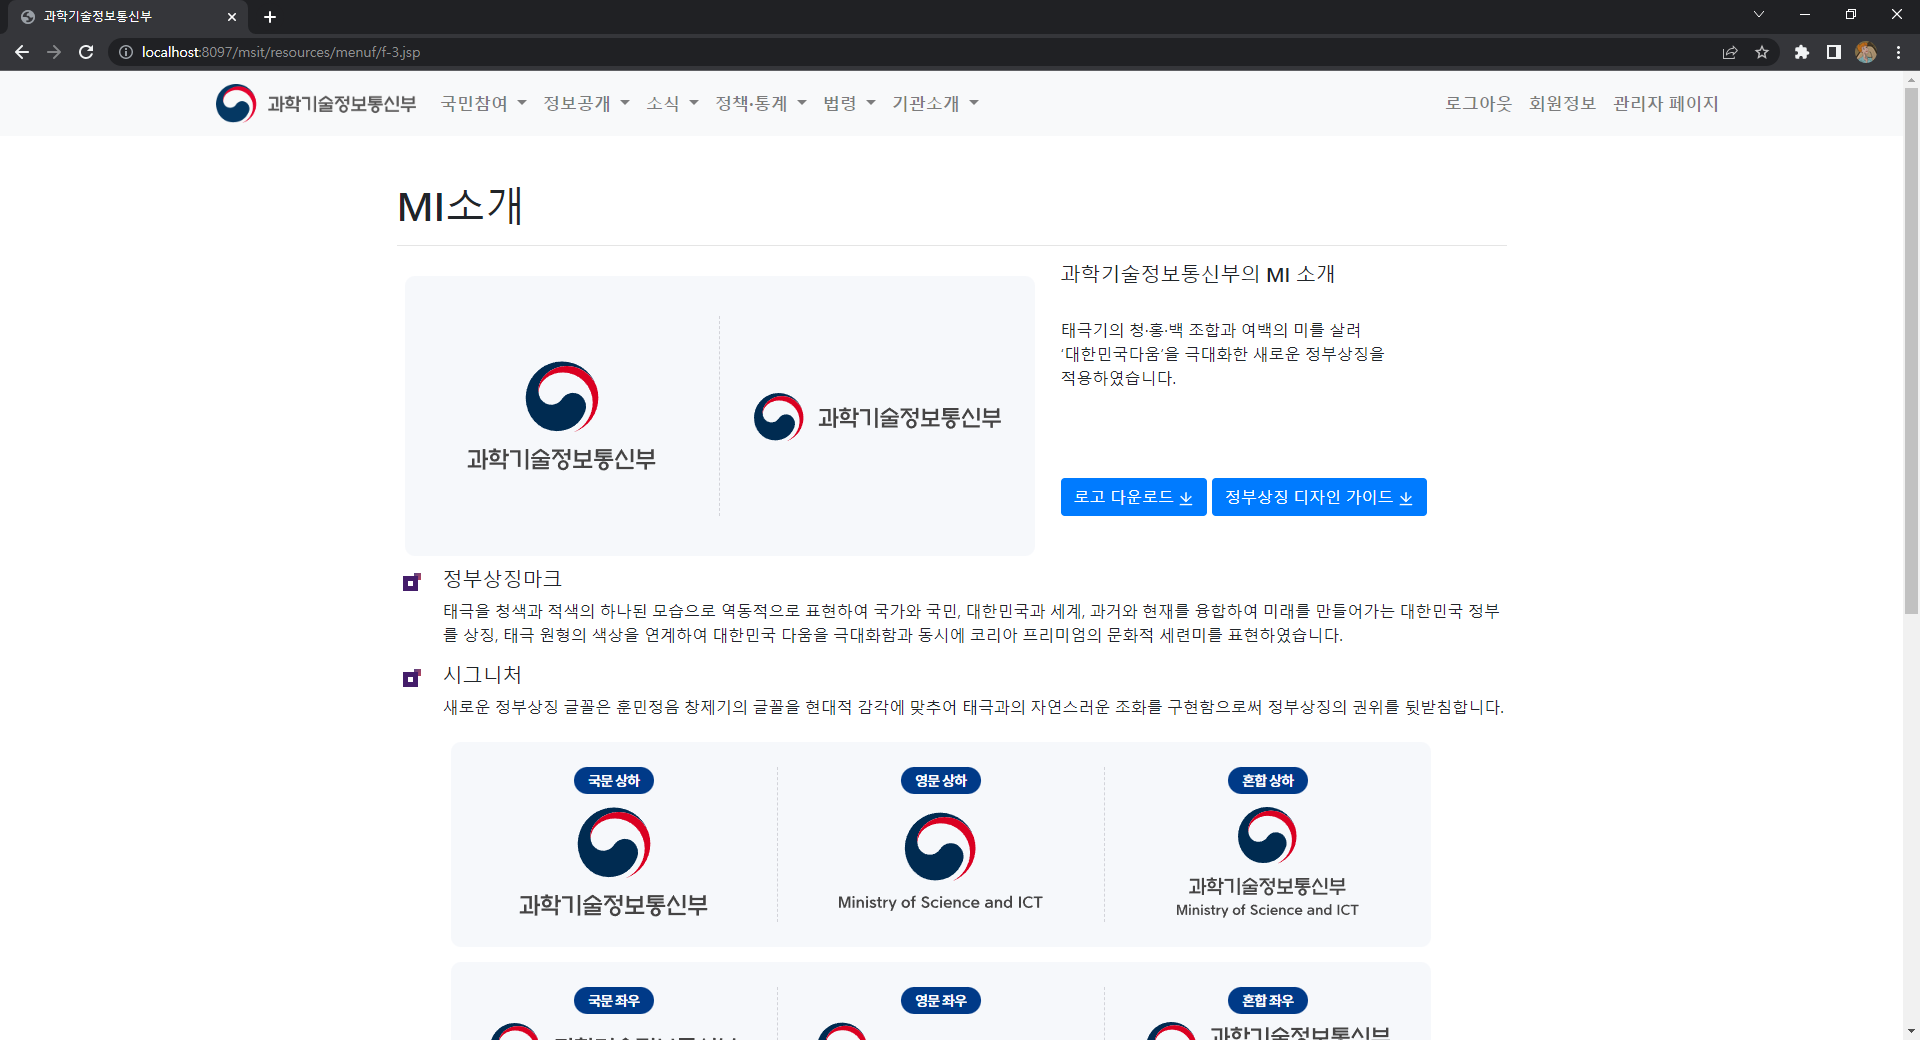 과학기술정보통신부
localhost:8097/msit/resources/menuf/f-3.jsp
과학기술정보통신부 국민참여 정보공개 소식 정책·통계 법령 기관소개 로그아웃 회원정보 관리자 페이지
MI소개
과학기술정보통신부의 MI 소개
태극기의 청·홍·백 조합과 여백의 미를 살려
'대한민국다움'을 극대화한 새로운 정부상징을
적용하였습니다.
과학기술정보통신부
과학기술정보통신부
로고 다운로드 정부상징 디자인 가이드
정부상징마크
태극을 청색과 적색의 하나된 모습으로 역동적으로 표현하여 국가와 국민, 대한민국과 세계, 과거와 현재를 융합하여 미래를 만들어가는 대한민국 정부
를 상징, 태극 원형의 색상을 연계하여 대한민국 다움을 극대화함과 동시에 코리아 프리미엄의 문화적 세련미를 표현하였습니다.
시그니처
새로운 정부상징 글꼴은 훈민정음 창제기의 글꼴을 현대적 감각에 맞추어 태극과의 자연스러운 조화를 구현함으로써 정부상징의 권위를 뒷받침합니다.
국문 상하 영문 상하 혼합 상하
과학기술정보통신부
Ministry of Science and ICT
과학기술정보통신부
Ministry of Science and ICT
국문 좌우 영문 좌우 혼합 좌우
과학기술정보통신부
과학기술정보통신부